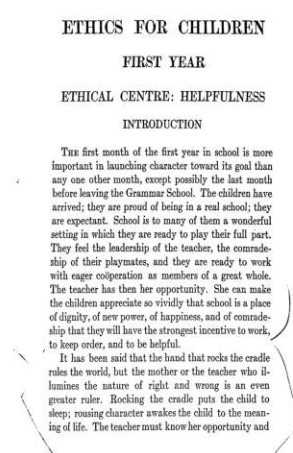 ETHICS FOR CHILDREN
FIRST YEAR
ETHICAL CENTRE: HELPFULNESS
INTRODUCTION
THE first month of the first year in school is more
important in launching character toward its goal than
any one other month, except possibly the last month
before leaving the Grammar School. The children have
arrived; they are proud of being in a real school; they
are expectant. School is to many of them a wonderful
setting in which they are ready to play their full part.
They feel the leadership of the teacher, the comrade-
ship of their playmates, and they are ready to work
with eager coöperation as members of a great whole.
The teacher has then her opportunity. She can make
the children appreciate so vividly that school is a place
of dignity, of new power, of happiness, and of comrade-
ship that they will have the strongest incentive to work,
to keep order, and to be helpful.
It has been said that the hand that rocks the cradle
rules the world, but the mother or the teacher who il-
lumines the nature of right and wrong is an even
greater ruler. Rocking the cradle puts the child to
sleep; rousing character awakes the child to the mean-
ing of life. The teacher must know her opportunity and